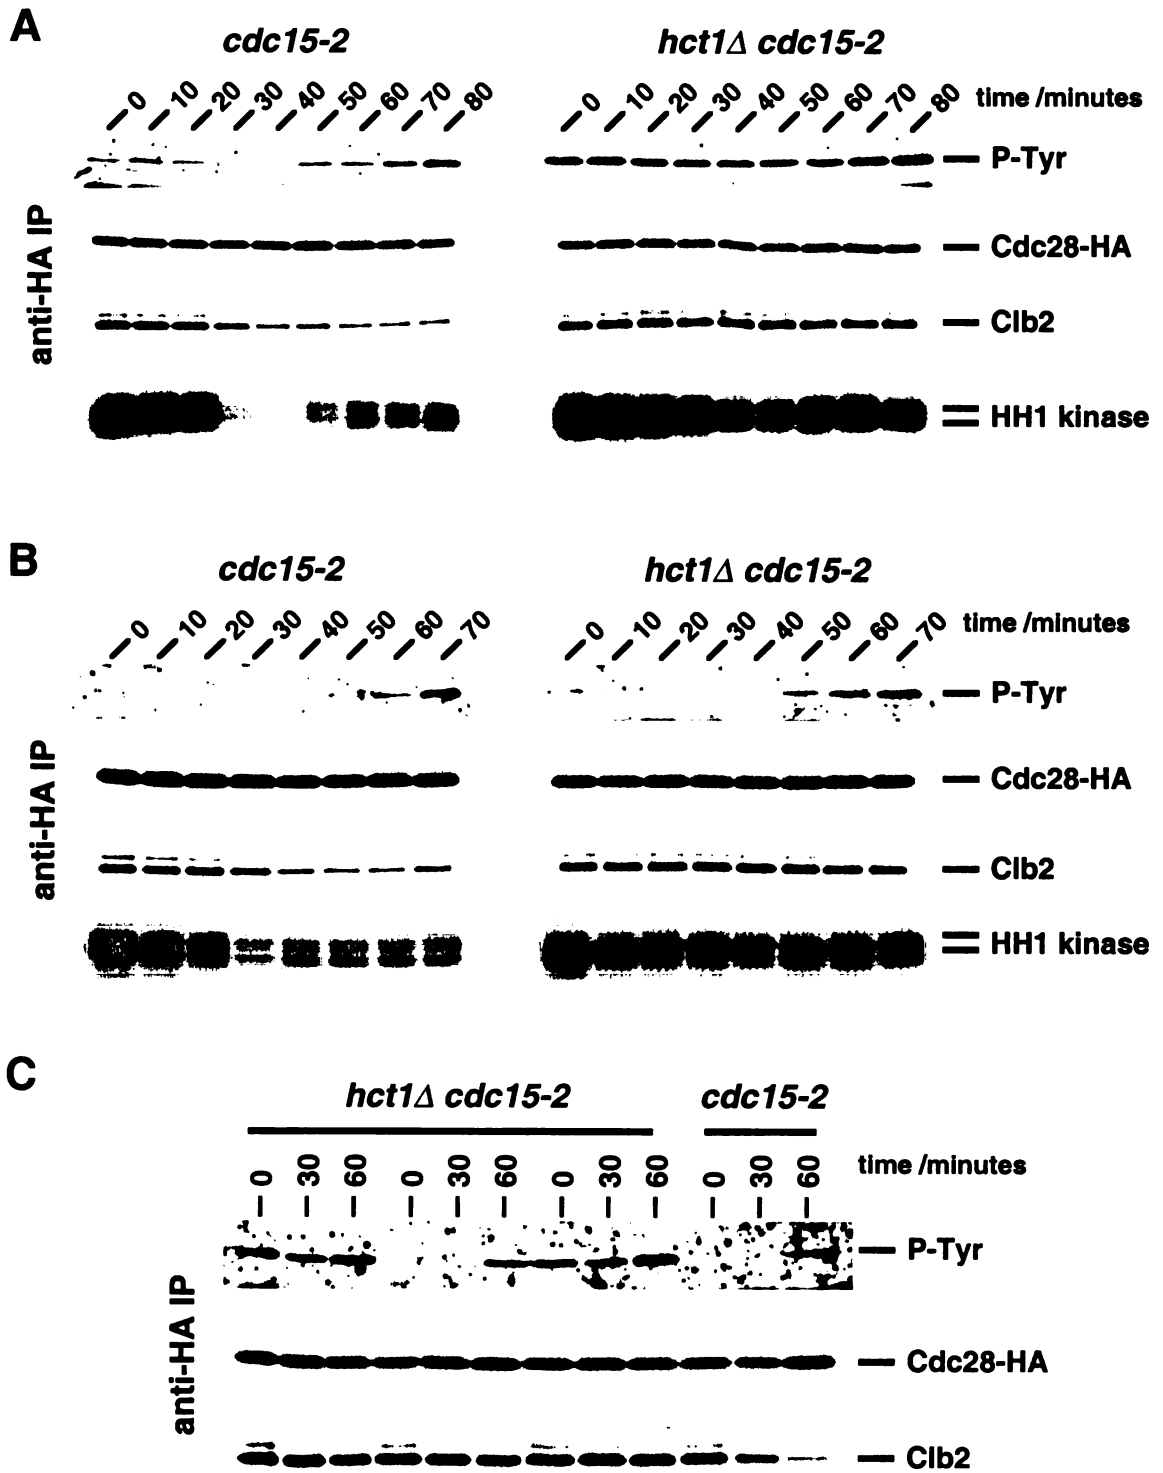 A
cdc15-2 hct1Δ cdc15-2
0 10 20 30 40 50 60 70 80 0 10 20 30 40 50 60 70 80 time /minutes
P-Tyr
anti-HA IP
Cdc28-HA
Clb2
HH1 kinase
B
cdc15-2 hct1Δ cdc15-2
0 10 20 30 40 50 60 70 0 10 20 30 40 50 60 70 time /minutes
P-Tyr
anti-HA IP
Cdc28-HA
Clb2
HH1 kinase
C
hct1Δ cdc15-2 cdc15-2
0 30 60 0 30 60 0 30 60 0 30 60 time /minutes
P-Tyr
anti-HA IP
Cdc28-HA
Clb2